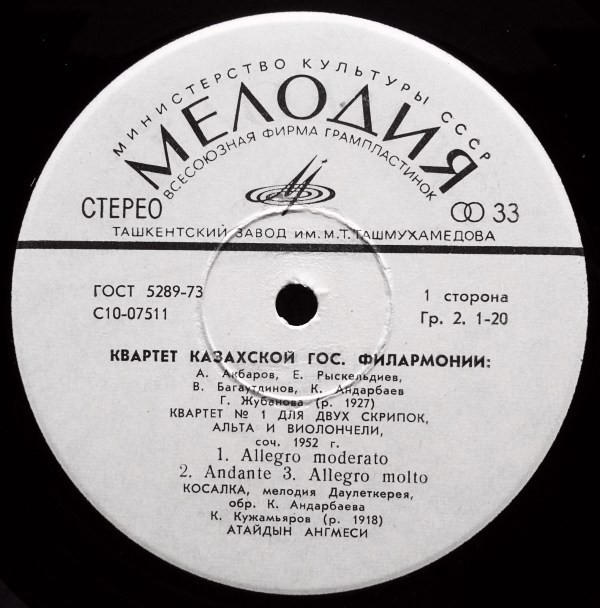 МИНИСТЕРСТВО КУЛЬТУРЫ СССР
МЕЛОДИЯ
ВСЕСОЮЗНАЯ ФИРМА ГРАМПЛАСТИНОК
СТЕРЕО
33
ТАШКЕНТСКИЙ ЗАВОД ИМ. М.Т. ТАШМУХАМЕДОВА
ГОСТ 5289-73
С10-07511
1 сторона
Гр. 2. 1-20
КВАРТЕТ КАЗАХСКОЙ ГОС. ФИЛАРМОНИИ:
А. Акбаров, Е. Рыскельдиев,
В. Багаутлинов, К. Андарбаев
Г. Жубанова (р. 1927)
КВАРТЕТ № 1 ДЛЯ ДВУХ СКРИПОК,
АЛЬТА И ВИОЛОНЧЕЛИ,
соч. 1952 г.
1. Allegro moderato
2. Andante 3. Allegro molto
КОСАЛКА, мелодия Даулеткерея,
обр. К. Андарбаева
К. Кужамьяров (р. 1918)
АТАЙДЫН АНГМЕСИ